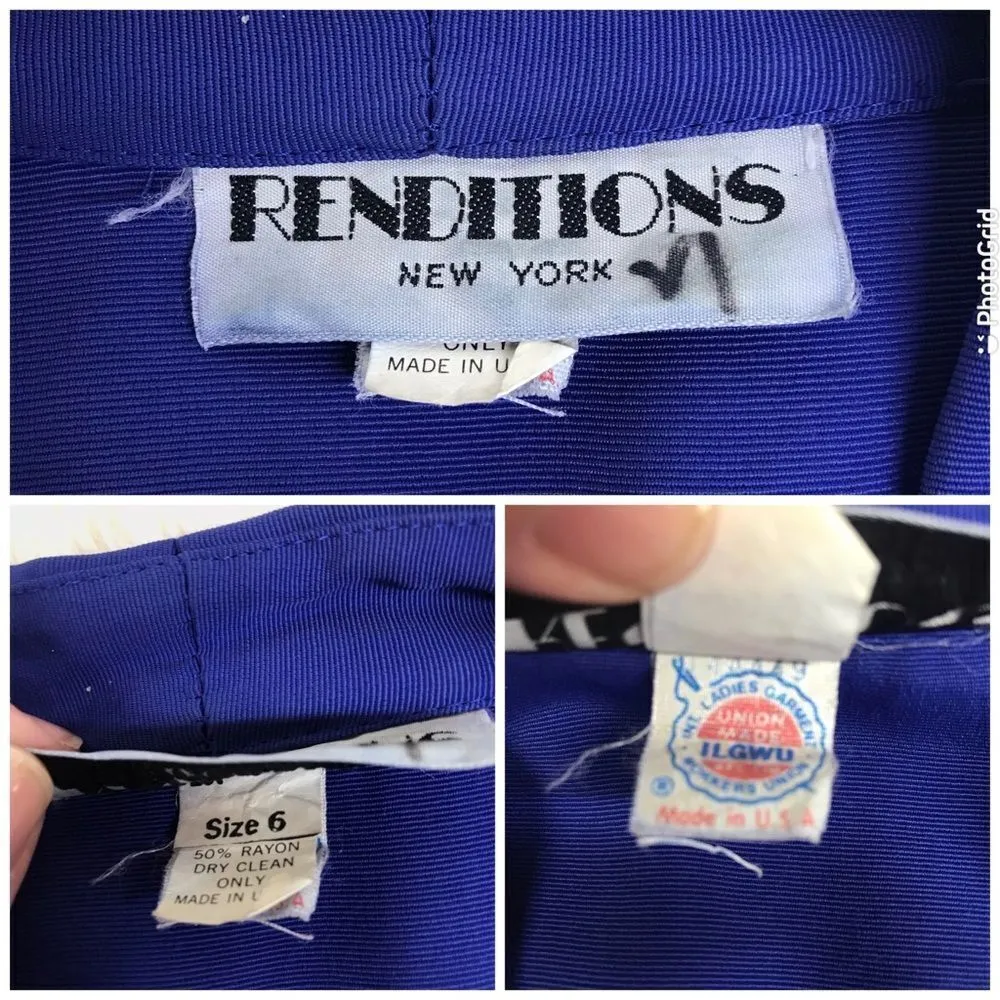 RENDITIONS
NEW YORK
ONLY
MADE IN U
A
PhotoGrid
Size 6
50% RAYON
DRY CLEAN
ONLY
MADE IN U
A
INT. LADIES GARMENT
UNION
MADE
ILGWU
WORKERS UNION
®
Made in U.S.A